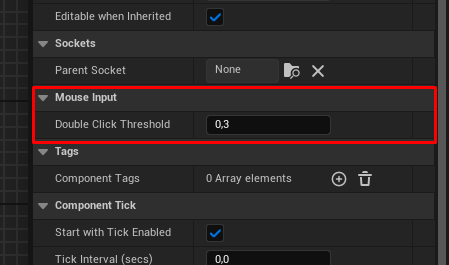 Editable when Inherited
Sockets
Parent Socket None
Mouse Input
Double Click Threshold 0,3
Tags
Component Tags 0 Array elements
Component Tick
Start with Tick Enabled
Tick Interval (secs) 0,0